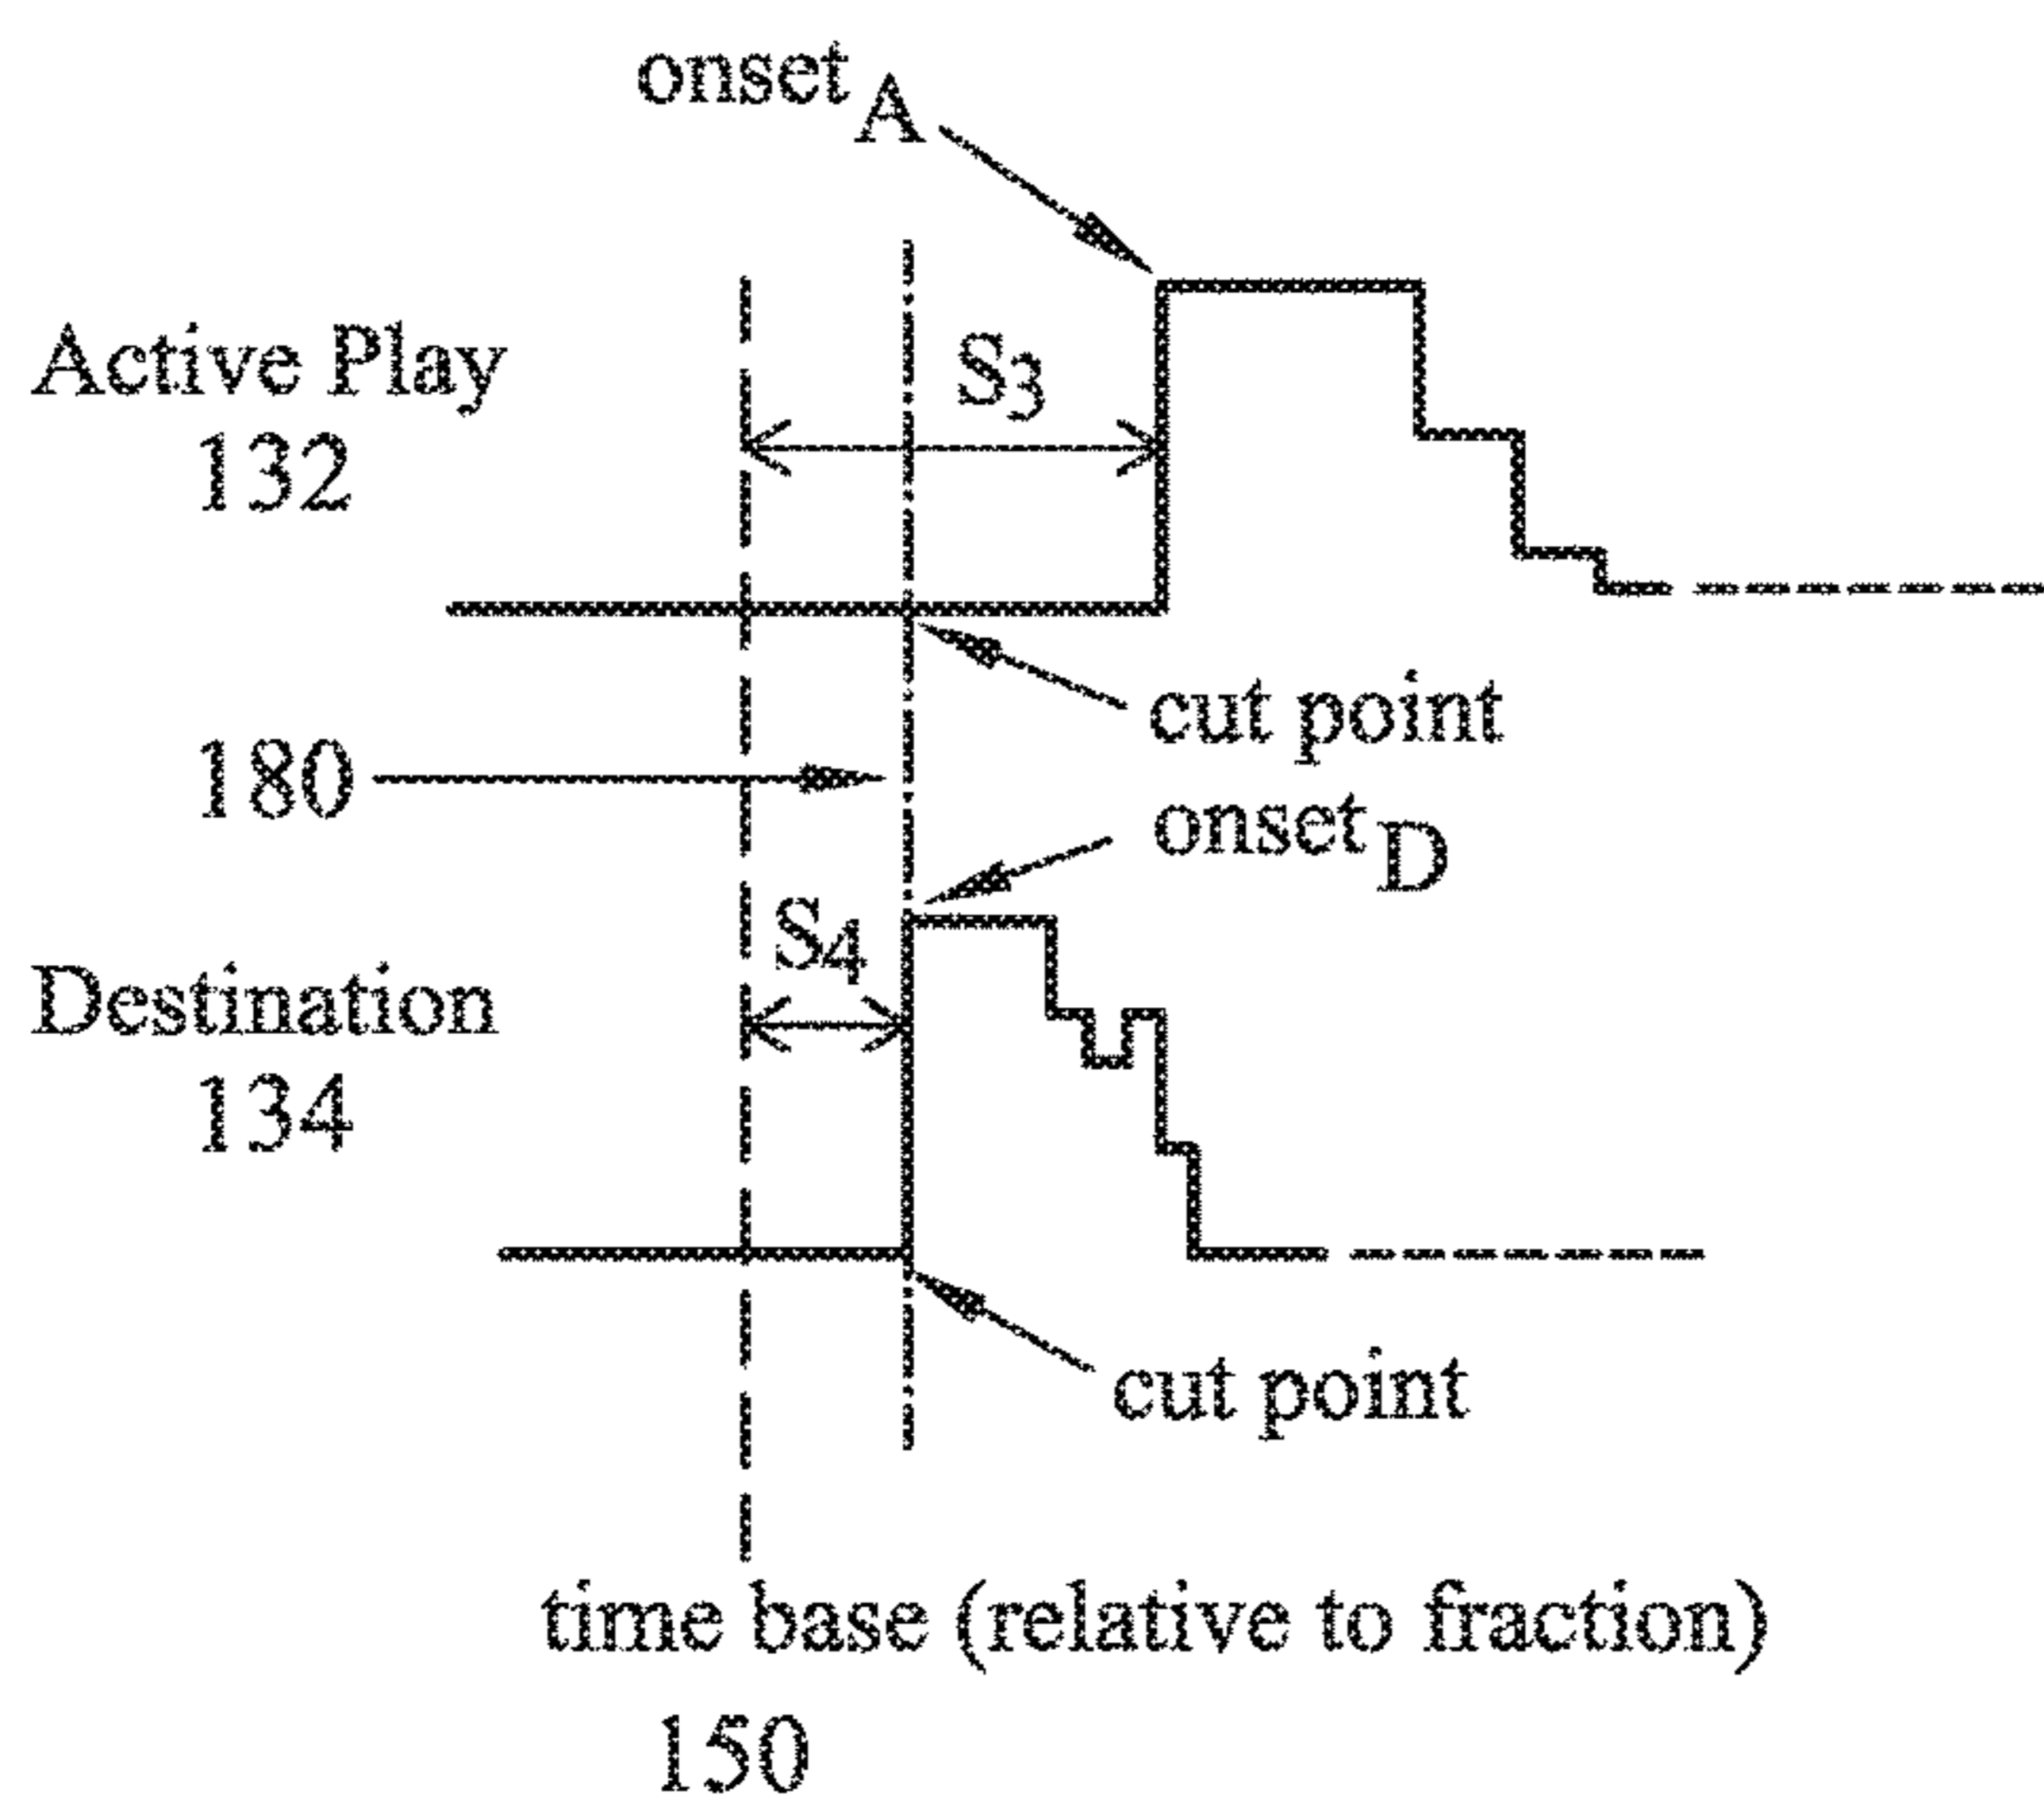 onset A
Active Play
132
S3
cut point
180
onset D
S4
Destination
134
cut point
time base (relative to fraction)
150